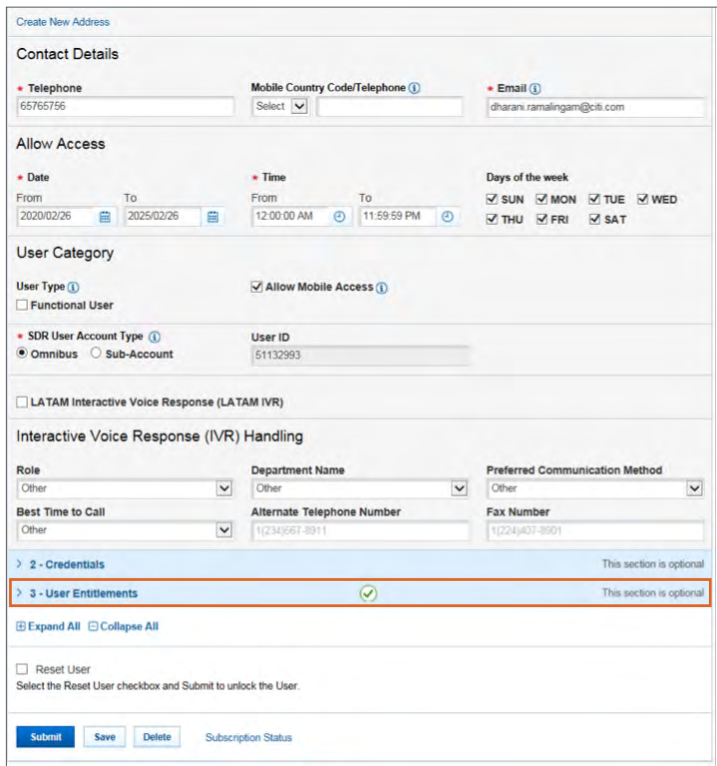 Create New Address
Contact Details
* Telephone Mobile Country Code/Telephone * Email
65765756 Select dharani.ramalingam@citi.com
Allow Access
* Date * Time Days of the week
From To From To SUN MON TUE WED
2020/02/26 2025/02/26 12:00:00 AM 11:59:59 PM THU FRI SAT
User Category
User Type Allow Mobile Access
Functional User
* SDR User Account Type User ID
Omnibus Sub-Account 51132993
LATAM Interactive Voice Response (LATAM IVR)
Interactive Voice Response (IVR) Handling
Role Department Name Preferred Communication Method
Other Other Other
Best Time to Call Alternate Telephone Number Fax Number
Other 1(234)567-8911 1(224)407-8901
> 2 - Credentials This section is optional
> 3 - User Entitlements This section is optional
Expand All Collapse All
Reset User
Select the Reset User checkbox and Submit to unlock the User.
Submit Save Delete Subscription Status